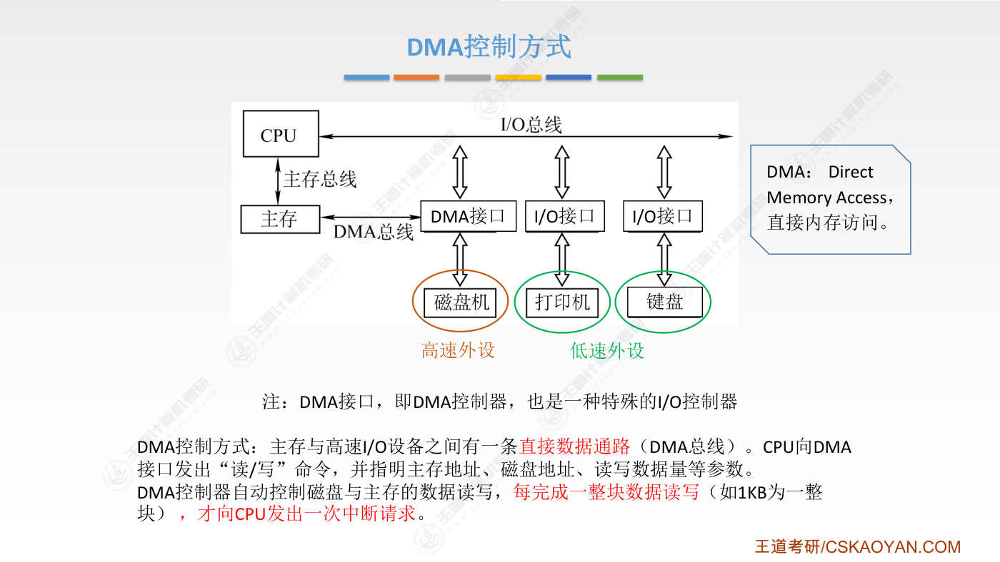 DMA控制方式
CPU
I/O总线
主存总线
主存
DMA总线
DMA接口
I/O接口
I/O接口
磁盘机
打印机
键盘
高速外设
低速外设
DMA： Direct
Memory Access，
直接内存访问。
注：DMA接口，即DMA控制器，也是一种特殊的I/O控制器
DMA控制方式：主存与高速I/O设备之间有一条直接数据通路（DMA总线）。CPU向DMA
接口发出“读/写”命令，并指明主存地址、磁盘地址、读写数据量等参数。
DMA控制器自动控制磁盘与主存的数据读写，每完成一整块数据读写（如1KB为一整
块），才向CPU发出一次中断请求。
王道考研/CSKAOYAN.COM